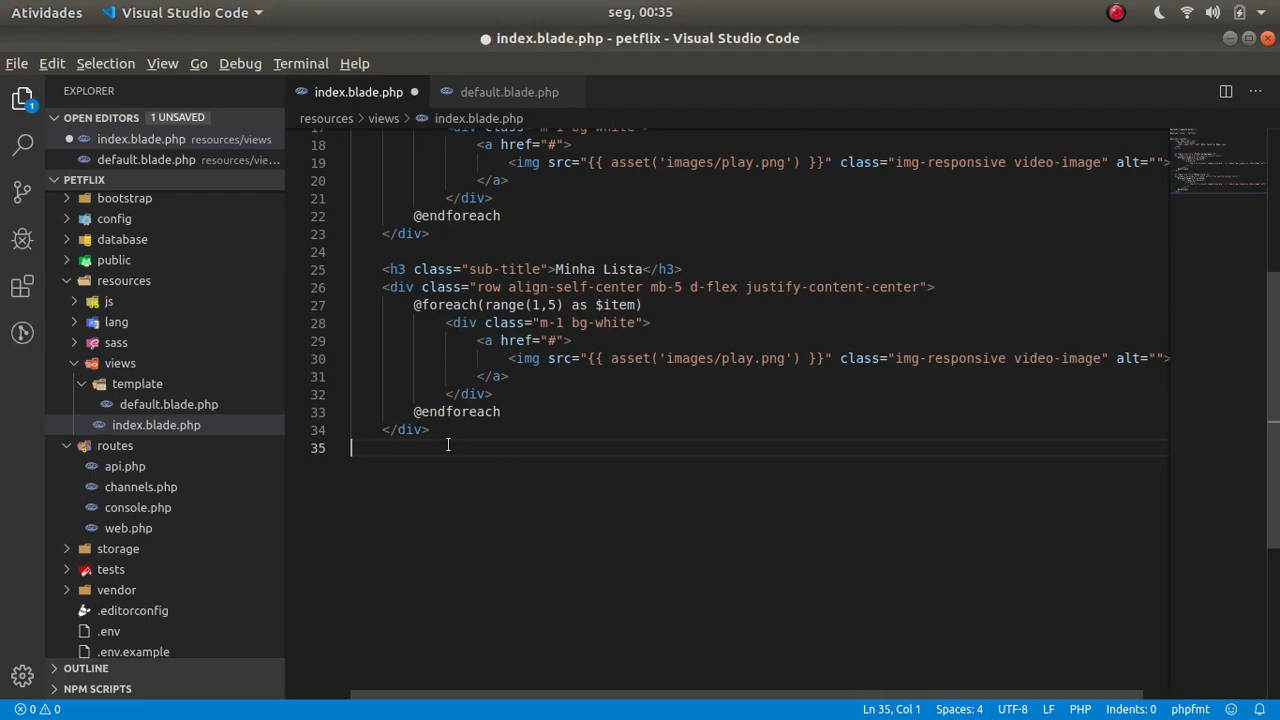 Atividades Visual Studio Code seg, 00:35
index.blade.php - petflix - Visual Studio Code
File Edit Selection View Go Debug Terminal Help
EXPLORER
OPEN EDITORS 1 UNSAVED
index.blade.php resources/views
default.blade.php resources/vie...
PETFLIX
bootstrap
config
database
public
resources
js
lang
sass
views
template
default.blade.php
index.blade.php
routes
api.php
channels.php
console.php
web.php
storage
tests
vendor
.editorconfig
.env
.env.example
OUTLINE
NPM SCRIPTS
1
index.blade.php default.blade.php
resources views index.blade.php
17 <div class="m-1 bg-white">
18 <a href="#">
19 <img src="{{ asset('images/play.png') }}" class="img-responsive video-image" alt="">
20 </a>
21 </div>
22 @endforeach
23 </div>
24
25 <h3 class="sub-title">Minha Lista</h3>
26 <div class="row align-self-center mb-5 d-flex justify-content-center">
27 @foreach(range(1,5) as $item)
28 <div class="m-1 bg-white">
29 <a href="#">
30 <img src="{{ asset('images/play.png') }}" class="img-responsive video-image" alt="">
31 </a>
32 </div>
33 @endforeach
34 </div>
35
0 0 Ln 35, Col 1 Spaces: 4 UTF-8 LF PHP Indents: 0 phpfmt